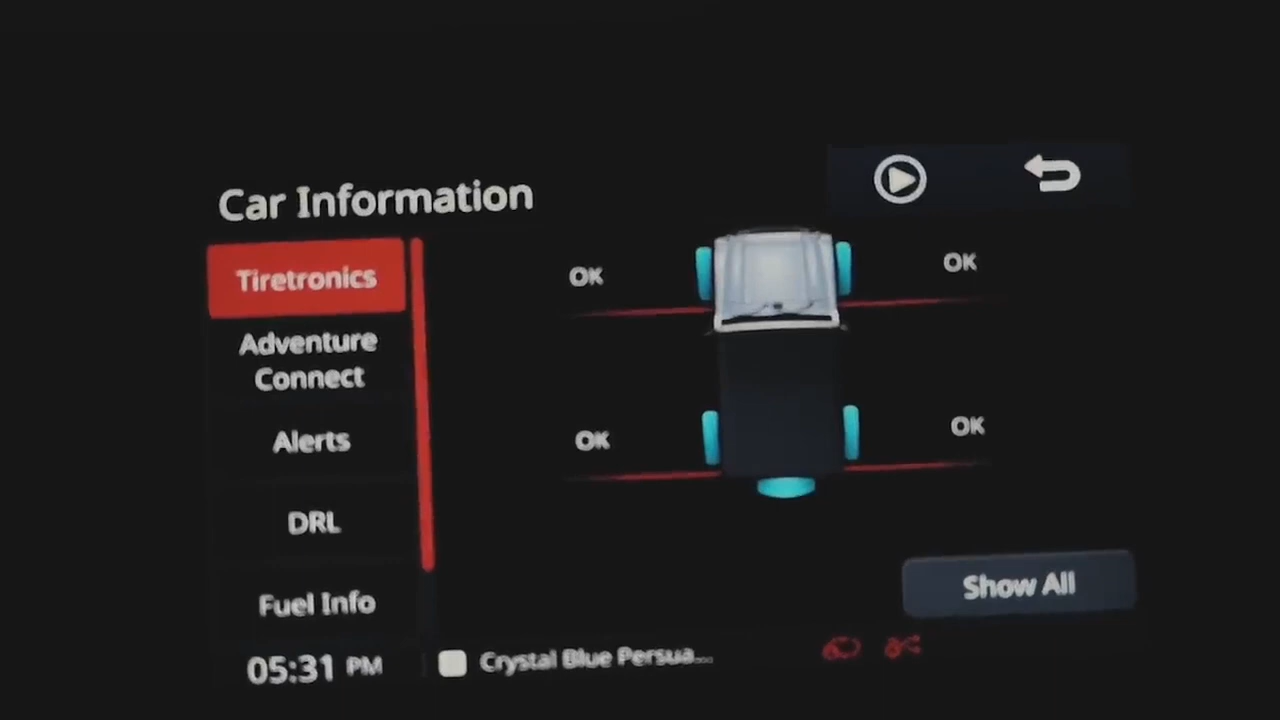 Car Information
Tiretronics
Adventure
Connect
Alerts
DRL
Fuel Info
OK
OK
OK
OK
Show All
05:31 PM
Crystal Blue Persua...